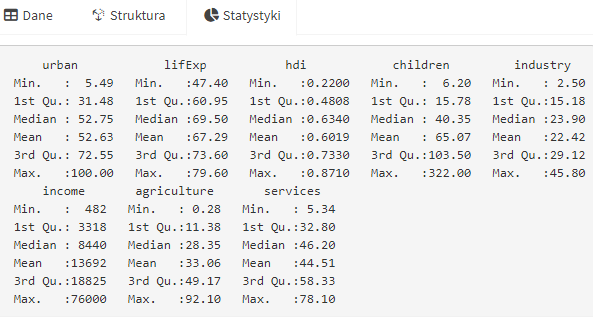 Dane Struktura Statystyki
urban lifExp hdi children industry
Min. : 5.49 Min. :47.40 Min. :0.2200 Min. : 6.20 Min. : 2.50
1st Qu.: 31.48 1st Qu.:60.95 1st Qu.:0.4808 1st Qu.: 15.78 1st Qu.:15.18
Median : 52.75 Median :69.50 Median :0.6340 Median : 40.35 Median :23.90
Mean : 52.63 Mean :67.29 Mean :0.6019 Mean : 65.07 Mean :22.42
3rd Qu.: 72.55 3rd Qu.:73.60 3rd Qu.:0.7330 3rd Qu.:103.50 3rd Qu.:29.12
Max. :100.00 Max. :79.60 Max. :0.8710 Max. :322.00 Max. :45.80
income agriculture services
Min. : 482 Min. : 0.28 Min. : 5.34
1st Qu.: 3318 1st Qu.:11.38 1st Qu.:32.80
Median : 8440 Median :28.35 Median :46.20
Mean :13692 Mean :33.06 Mean :44.51
3rd Qu.:18825 3rd Qu.:49.17 3rd Qu.:58.33
Max. :76000 Max. :92.10 Max. :78.10